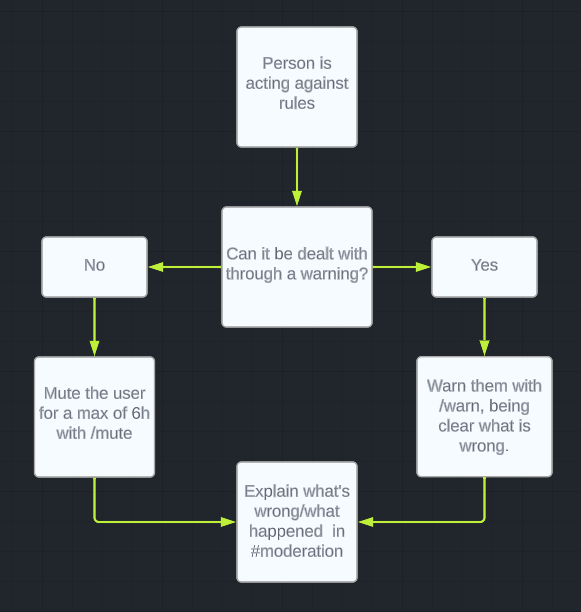 Person is
acting against
rules
Can it be dealt with
through a warning?
No
Yes
Mute the user
for a max of 6h
with /mute
Warn them with
/warn, being
clear what is
wrong.
Explain what's
wrong/what
happened  in
#moderation